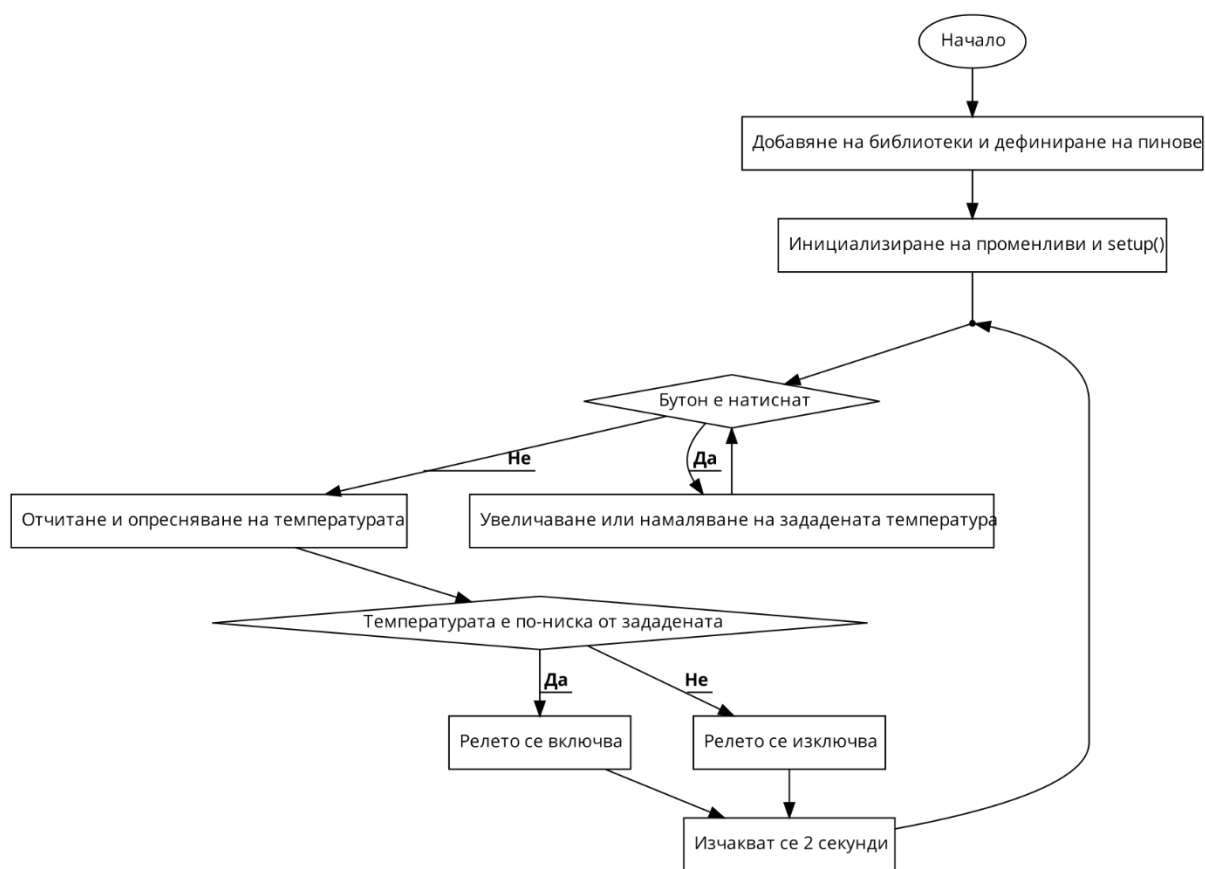 Начало
Добавяне на библиотеки и дефиниране на пинове
Инициализиране на променливи и setup()
Бутон е натиснат
Не
Да
Отчитане и опресняване на температурата
Увеличаване или намаляване на зададената температура
Температурата е по-ниска от зададената
Да
Не
Релето се включва
Релето се изключва
Изчакват се 2 секунди